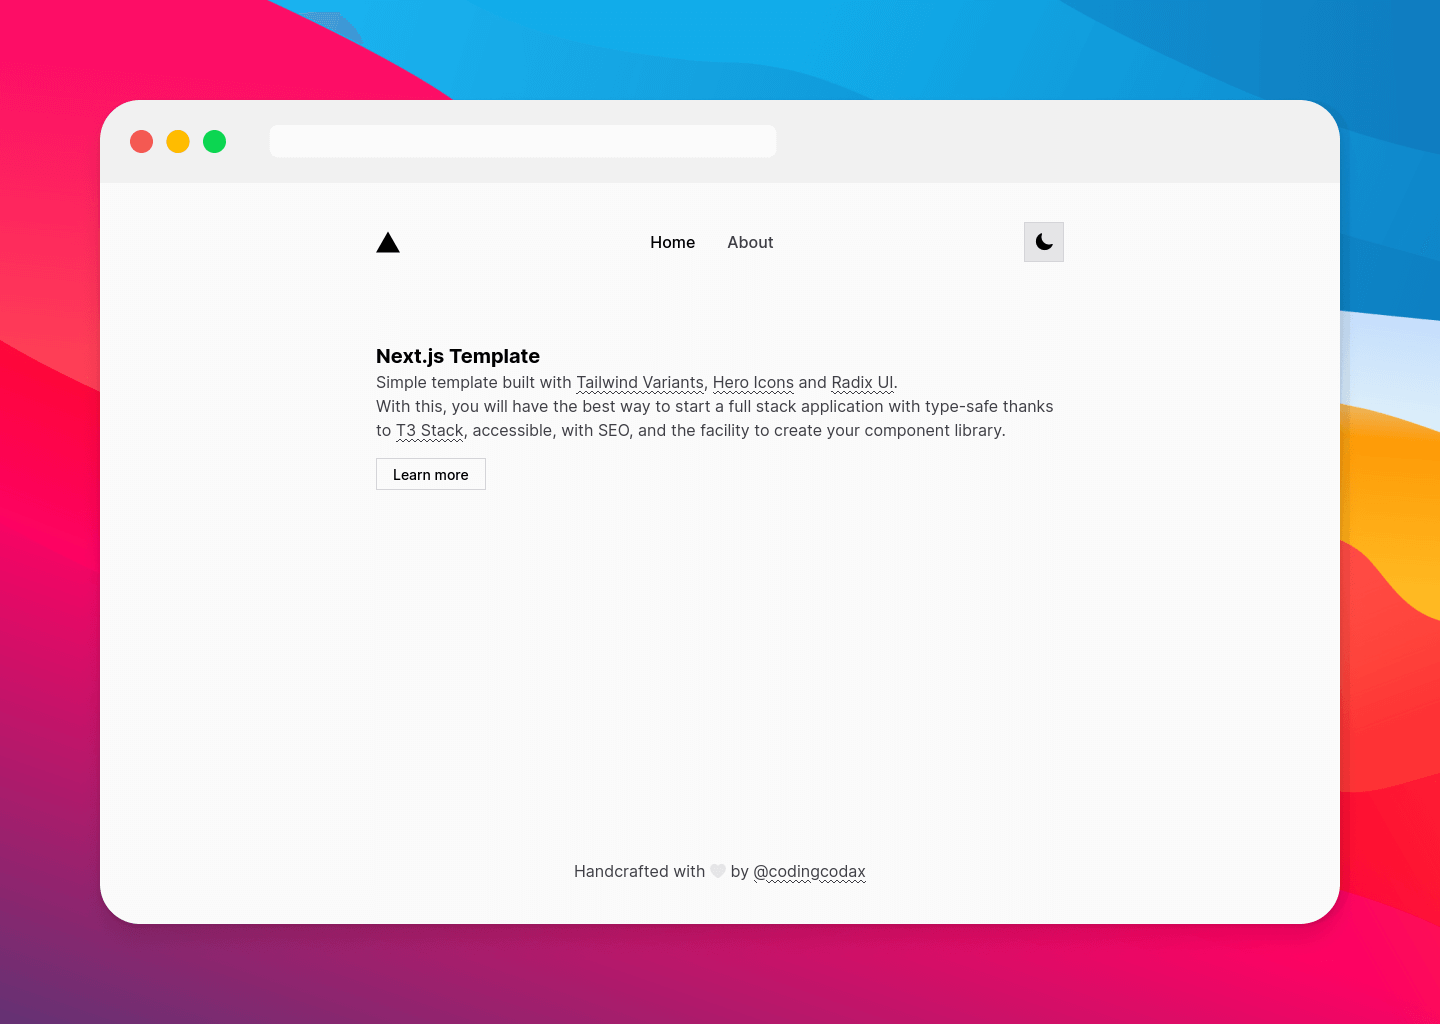 Home About
Next.js Template
Simple template built with Tailwind Variants, Hero Icons and Radix UI.
With this, you will have the best way to start a full stack application with type-safe thanks
to T3 Stack, accessible, with SEO, and the facility to create your component library.
Learn more
Handcrafted with 🤍 by @codingcodax